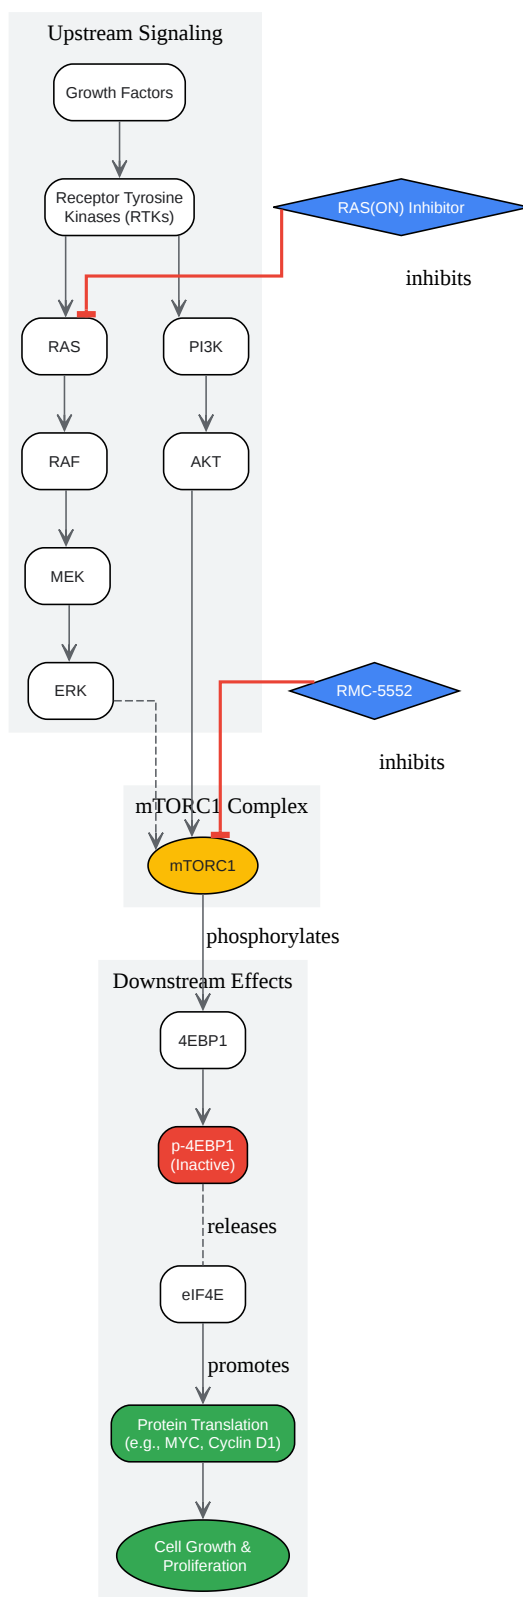 Upstream Signaling
Growth Factors
Receptor Tyrosine
Kinases (RTKs)
RAS(ON) Inhibitor
inhibits
RAS
PI3K
RAF
AKT
MEK
ERK
RMC-5552
inhibits
mTORC1 Complex
mTORC1
phosphorylates
Downstream Effects
4EBP1
p-4EBP1
(Inactive)
releases
eIF4E
promotes
Protein Translation
(e.g., MYC, Cyclin D1)
Cell Growth &
Proliferation